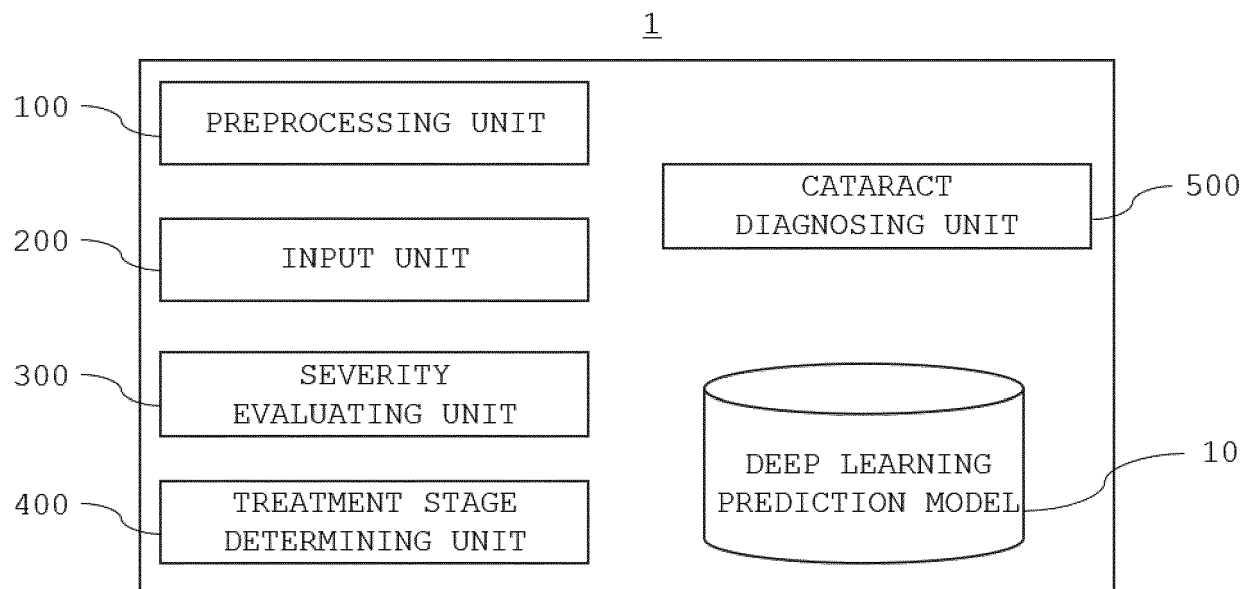 1
100
PREPROCESSING UNIT
200
INPUT UNIT
300
SEVERITY
EVALUATING UNIT
400
TREATMENT STAGE
DETERMINING UNIT
CATARACT
DIAGNOSING UNIT
500
DEEP LEARNING
PREDICTION MODEL
10